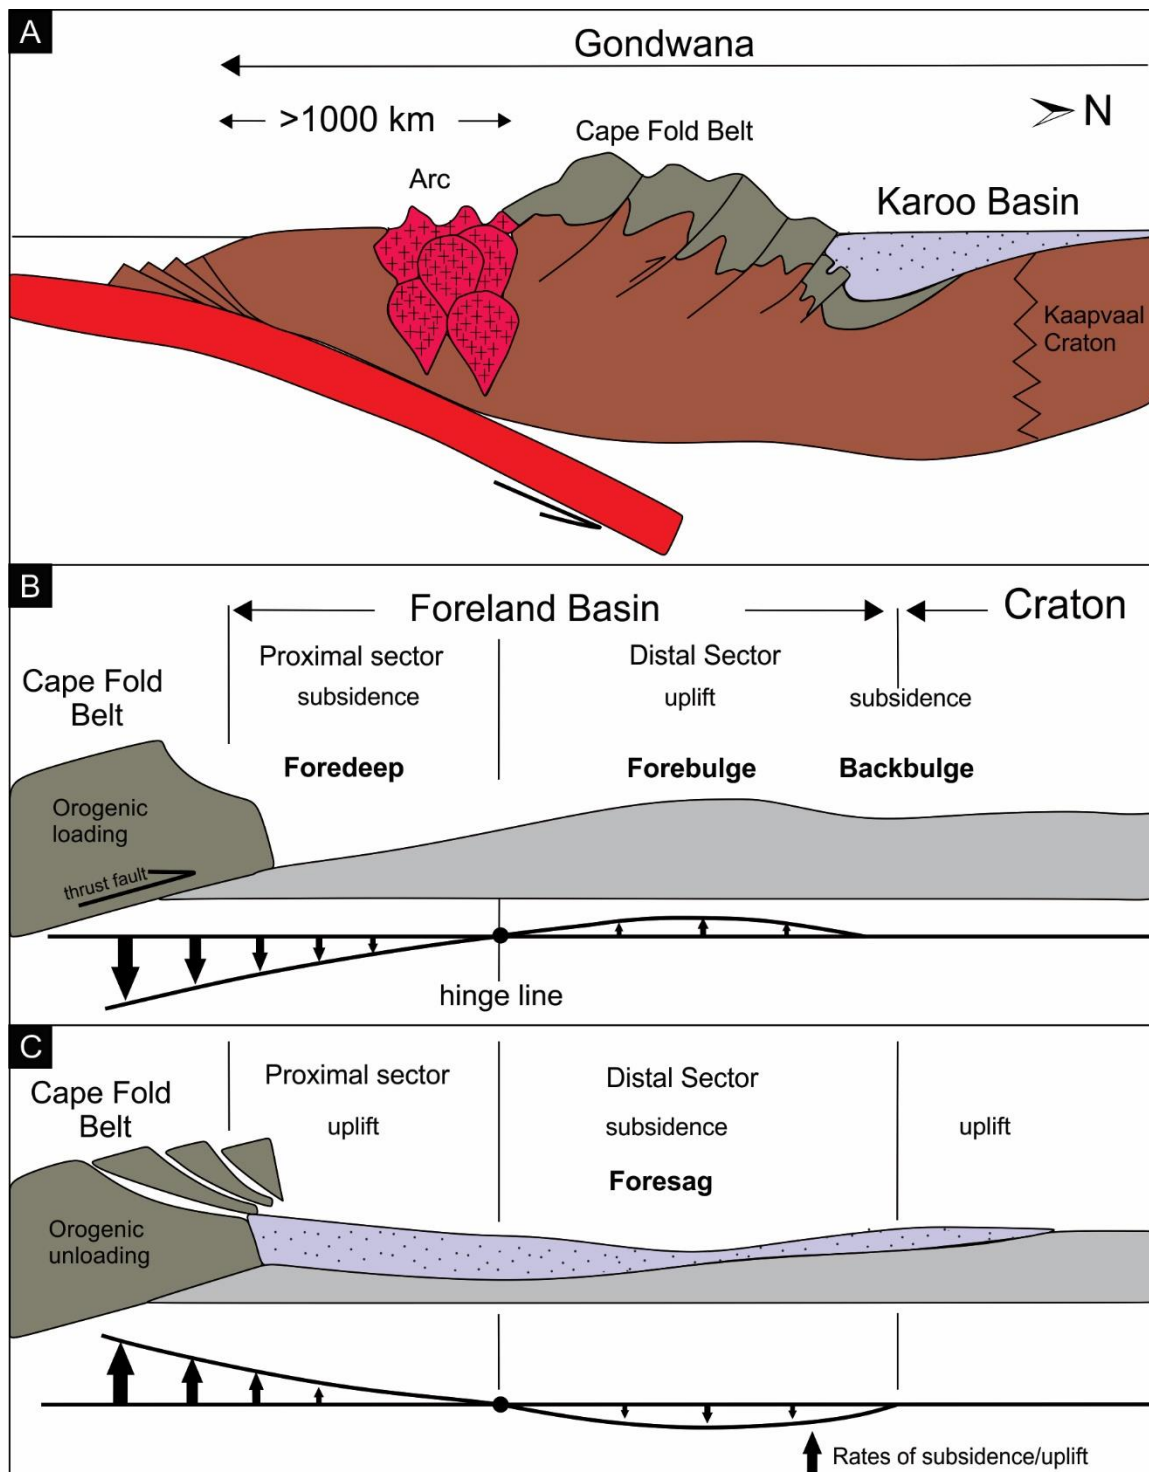 A
Gondwana
>1000 km
N
Cape Fold Belt
Arc
Karoo Basin
Kaapvaal
Craton
B
Foreland Basin
Craton
Proximal sector
Distal Sector
Cape Fold
Belt
subsidence
uplift
subsidence
Foredeep
Forebulge
Backbulge
Orogenic
loading
thrust fault
hinge line
C
Proximal sector
Distal Sector
Cape Fold
Belt
uplift
subsidence
uplift
Foresag
Orogenic
unloading
Rates of subsidence/uplift